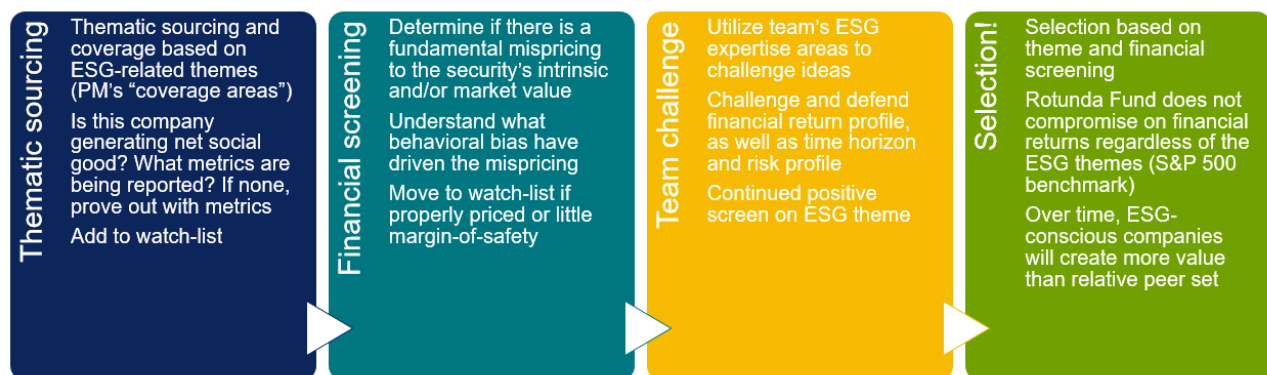 Thematic sourcing
Thematic sourcing and
coverage based on
ESG-related themes
(PM's “coverage areas”)
Is this company
generating net social
good? What metrics are
being reported? If none,
prove out with metrics
Add to watch-list
Financial screening
Determine if there is a
fundamental mispricing
to the security's intrinsic
and/or market value
Understand what
behavioral bias have
driven the mispricing
Move to watch-list if
properly priced or little
margin-of-safety
Team challenge
Utilize team's ESG
expertise areas to
challenge ideas
Challenge and defend
financial return profile,
as well as time horizon
and risk profile
Continued positive
screen on ESG theme
Selection!
Selection based on
theme and financial
screening
Rotunda Fund does not
compromise on financial
returns regardless of the
ESG themes (S&P 500
benchmark)
Over time, ESG-
conscious companies
will create more value
than relative peer set